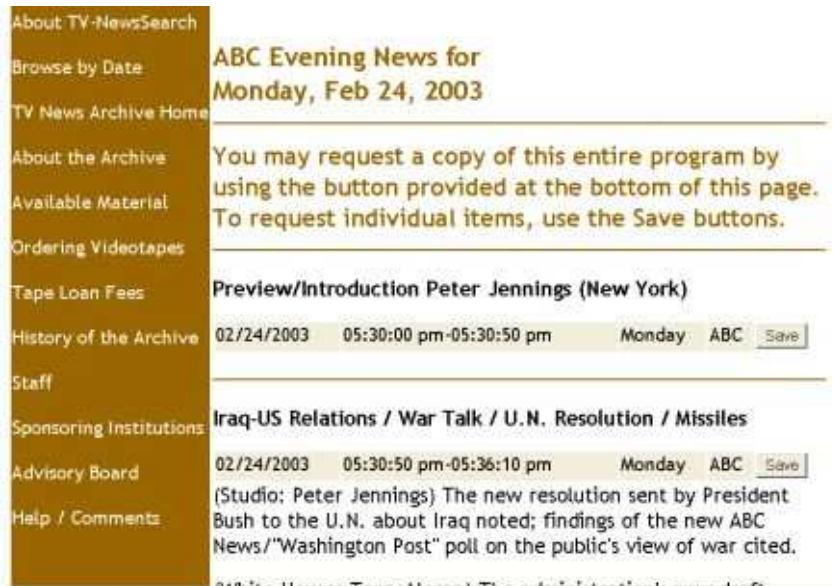 About TV-NewsSearch
Browse by Date
TV News Archive Home
About the Archive
Available Material
Ordering Videotapes
Tape Loan Fees
History of the Archive
Staff
Sponsoring Institutions
Advisory Board
Help / Comments
ABC Evening News for
Monday, Feb 24, 2003
You may request a copy of this entire program by
using the button provided at the bottom of this page.
To request individual items, use the Save buttons.
Preview/Introduction Peter Jennings (New York)
02/24/2003 05:30:00 pm-05:30:50 pm Monday ABC Save
Iraq-US Relations / War Talk / U.N. Resolution / Missiles
02/24/2003 05:30:50 pm-05:36:10 pm Monday ABC Save
(Studio: Peter Jennings) The new resolution sent by President
Bush to the U.N. about Iraq noted; findings of the new ABC
News/"Washington Post" poll on the public's view of war cited.